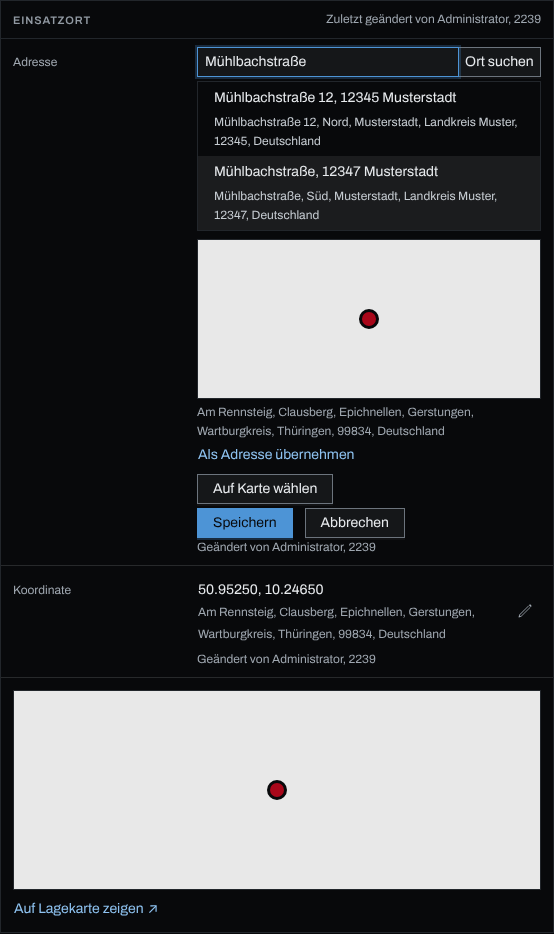 EINSATZORT
Zuletzt geändert von Administrator, 2239
Adresse
Mühlbachstraße
Ort suchen
Mühlbachstraße 12, 12345 Musterstadt
Mühlbachstraße 12, Nord, Musterstadt, Landkreis Muster,
12345, Deutschland
Mühlbachstraße, 12347 Musterstadt
Mühlbachstraße, Süd, Musterstadt, Landkreis Muster,
12347, Deutschland
Am Rennsteig, Clausberg, Epichnellen, Gerstungen,
Wartburgkreis, Thüringen, 99834, Deutschland
Als Adresse übernehmen
Auf Karte wählen
Speichern
Abbrechen
Geändert von Administrator, 2239
Koordinate
50.95250, 10.24650
Am Rennsteig, Clausberg, Epichnellen, Gerstungen,
Wartburgkreis, Thüringen, 99834, Deutschland
Geändert von Administrator, 2239
Auf Lagekarte zeigen ↗